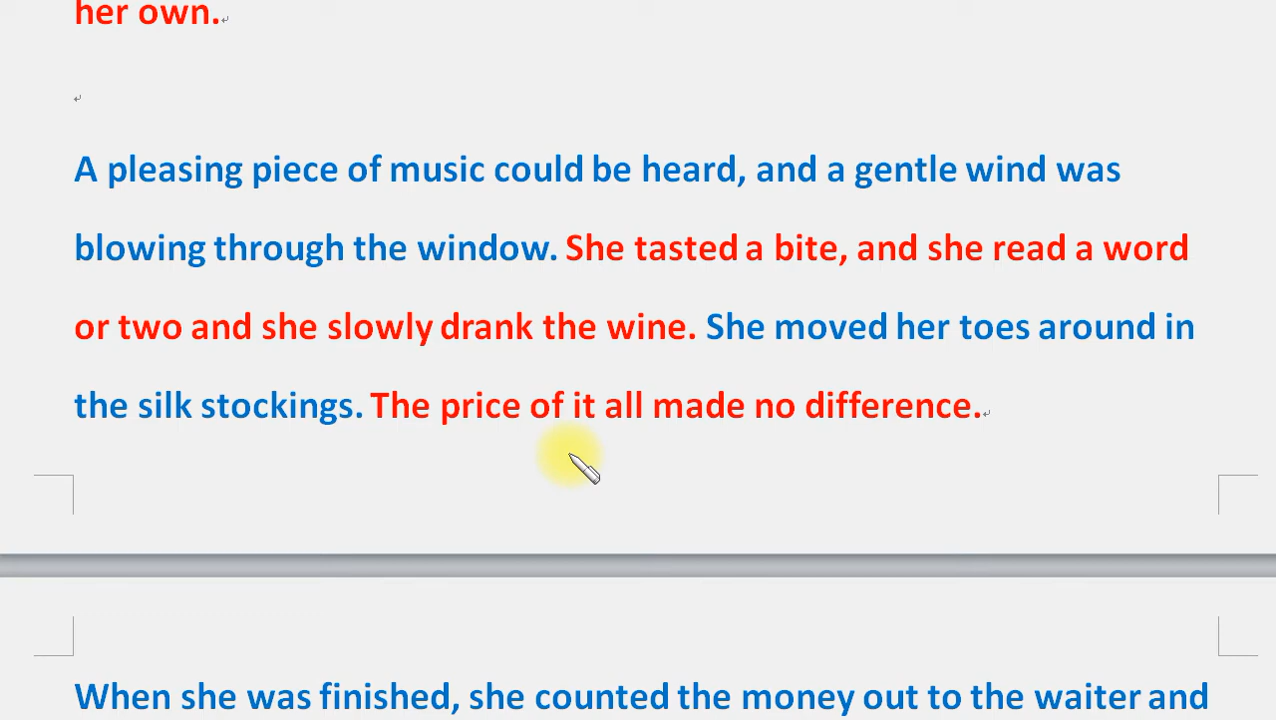 her own.
A pleasing piece of music could be heard, and a gentle wind was
blowing through the window. She tasted a bite, and she read a word
or two and she slowly drank the wine. She moved her toes around in
the silk stockings. The price of it all made no difference.
When she was finished, she counted the money out to the waiter and